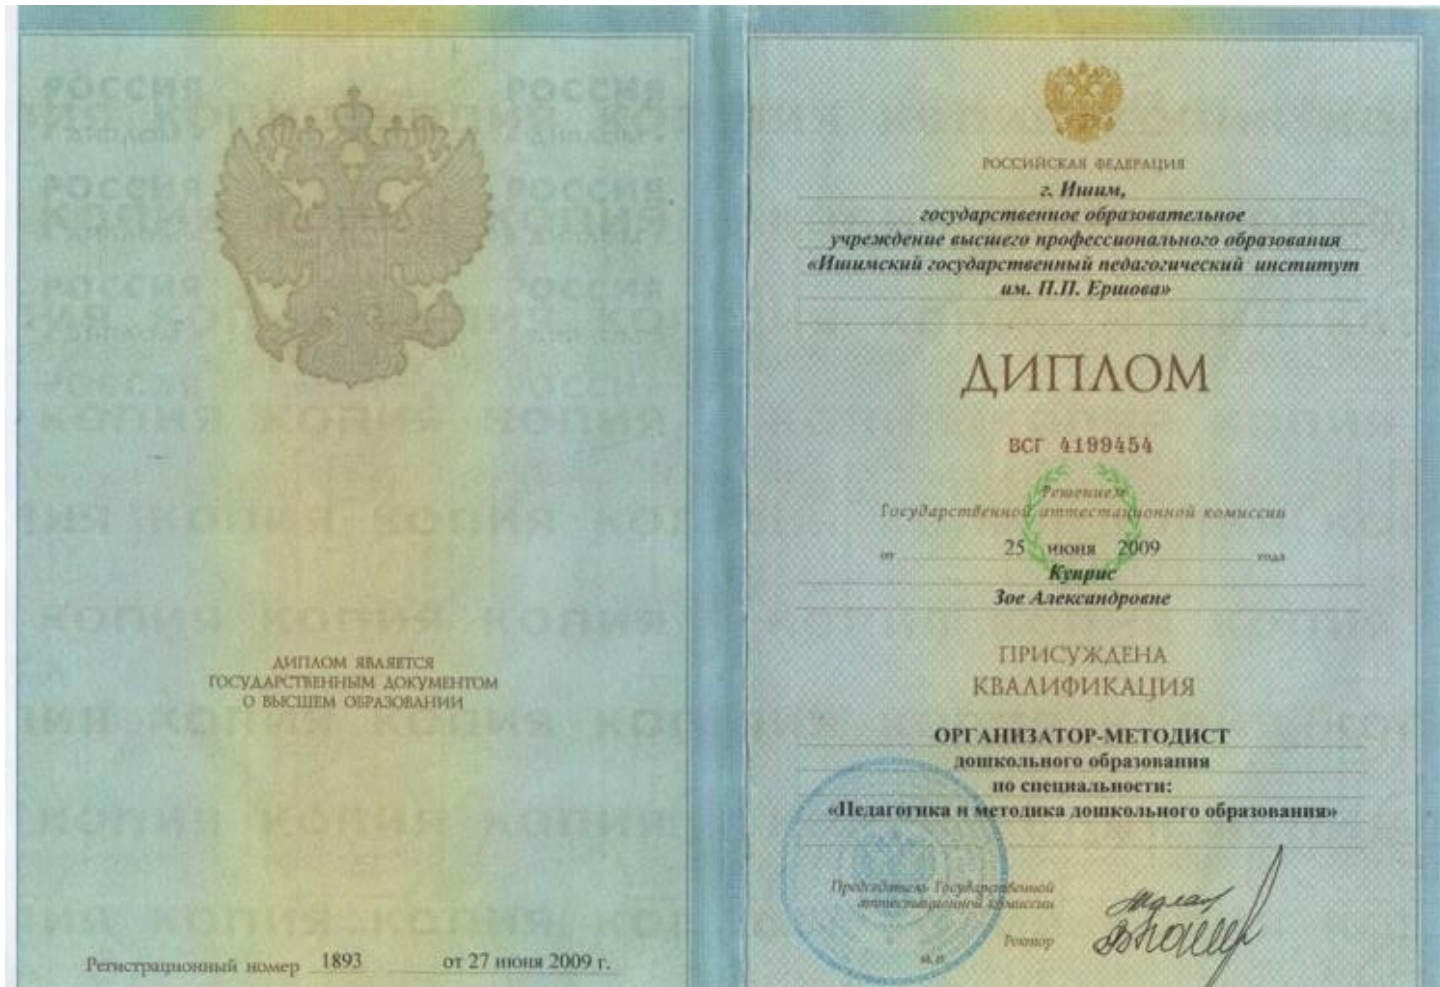 ДИПЛОМ ЯВЛЯЕТСЯ
ГОСУДАРСТВЕННЫМ ДОКУМЕНТОМ
О ВЫСШЕМ ОБРАЗОВАНИИ
Регистрационный номер 1893 от 27 июня 2009 г.
РОССИЙСКАЯ ФЕДЕРАЦИЯ
г. Ишим,
государственное образовательное
учреждение высшего профессионального образования
«Ишимский государственный педагогический институт
им. П.П. Ершова»
ДИПЛОМ
ВСГ 4199454
Решением
Государственной аттестационной комиссии
от 25 июня 2009 года
Куприс
Зое Александровне
ПРИСУЖДЕНА
КВАЛИФИКАЦИЯ
ОРГАНИЗАТОР-МЕТОДИСТ
дошкольного образования
по специальности:
«Педагогика и методика дошкольного образования»
Председатель Государственной
аттестационной комиссии
Ректор
М.П.